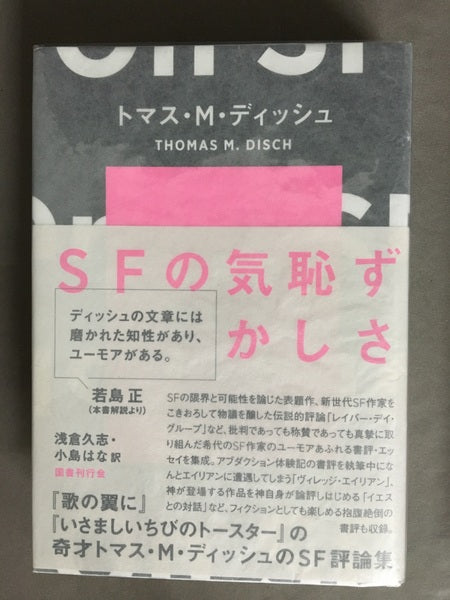 On SF
トマス・M・ディッシュ
THOMAS M. DISCH
On SF
SFの気恥ず
かしさ
ディッシュの文章には
磨かれた知性があり、
ユーモアがある。
若島 正
(本書解説より)
浅倉久志・
小島はな 訳
国書刊行会
SFの限界と可能性を論じた表題作、新世代SF作家を
こきおろして物議を醸した伝説的評論「レイバー・デイ・
グループ」など、批判であっても称賛であっても真摯に取
り組んだ希代のSF作家のユーモアあふれる書評・エッ
セイを集成。アブダクション体験記の書評を執筆中にな
んとエイリアンに遭遇してしまう「ヴィレッジ・エイリアン」、
神が登場する作品を神自身が論評しはじめる「イエス
との対話」など、フィクションとしても楽しめる抱腹絶倒の
書評も収録。
『歌の翼に』
『いさましいちびのトースター』の
奇才トマス・M・ディッシュのSF評論集